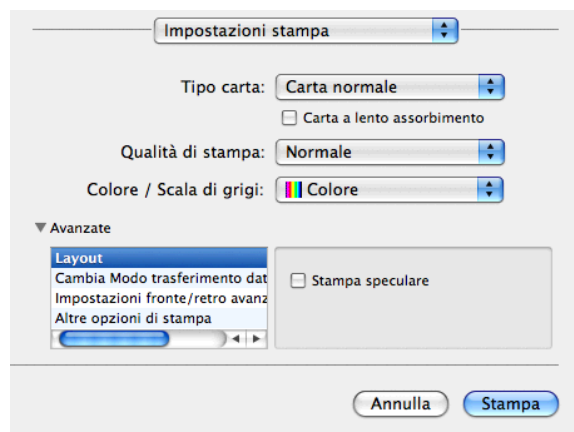 Impostazioni stampa
Tipo carta: Carta normale
Carta a lento assorbimento
Qualità di stampa: Normale
Colore / Scala di grigi: Colore
Avanzate
Layout
Cambia Modo trasferimento dat
Impostazioni fronte/retro avanz
Altre opzioni di stampa
Stampa speculare
Annulla Stampa